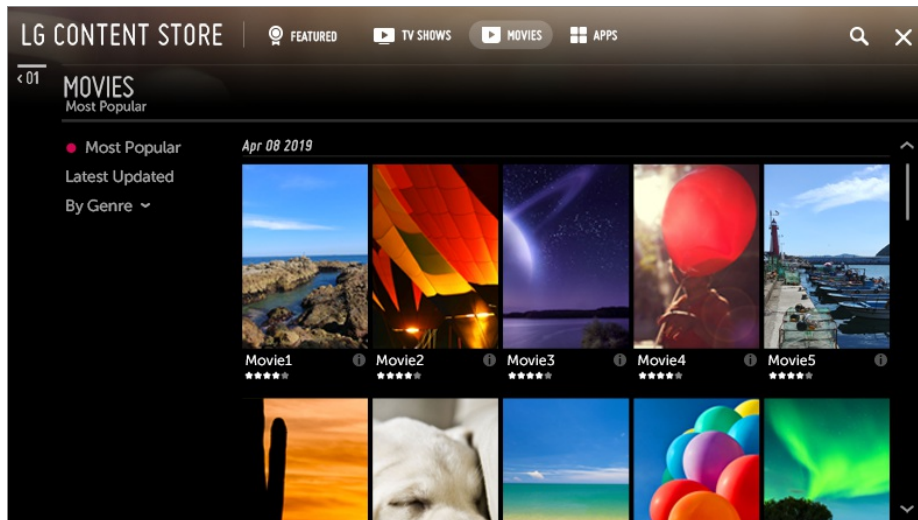 LG CONTENT STORE FEATURED TV SHOWS MOVIES APPS
< 01
MOVIES
Most Popular
Most Popular
Latest Updated
By Genre
Apr 08 2019
Movie1 Movie2 Movie3 Movie4 Movie5